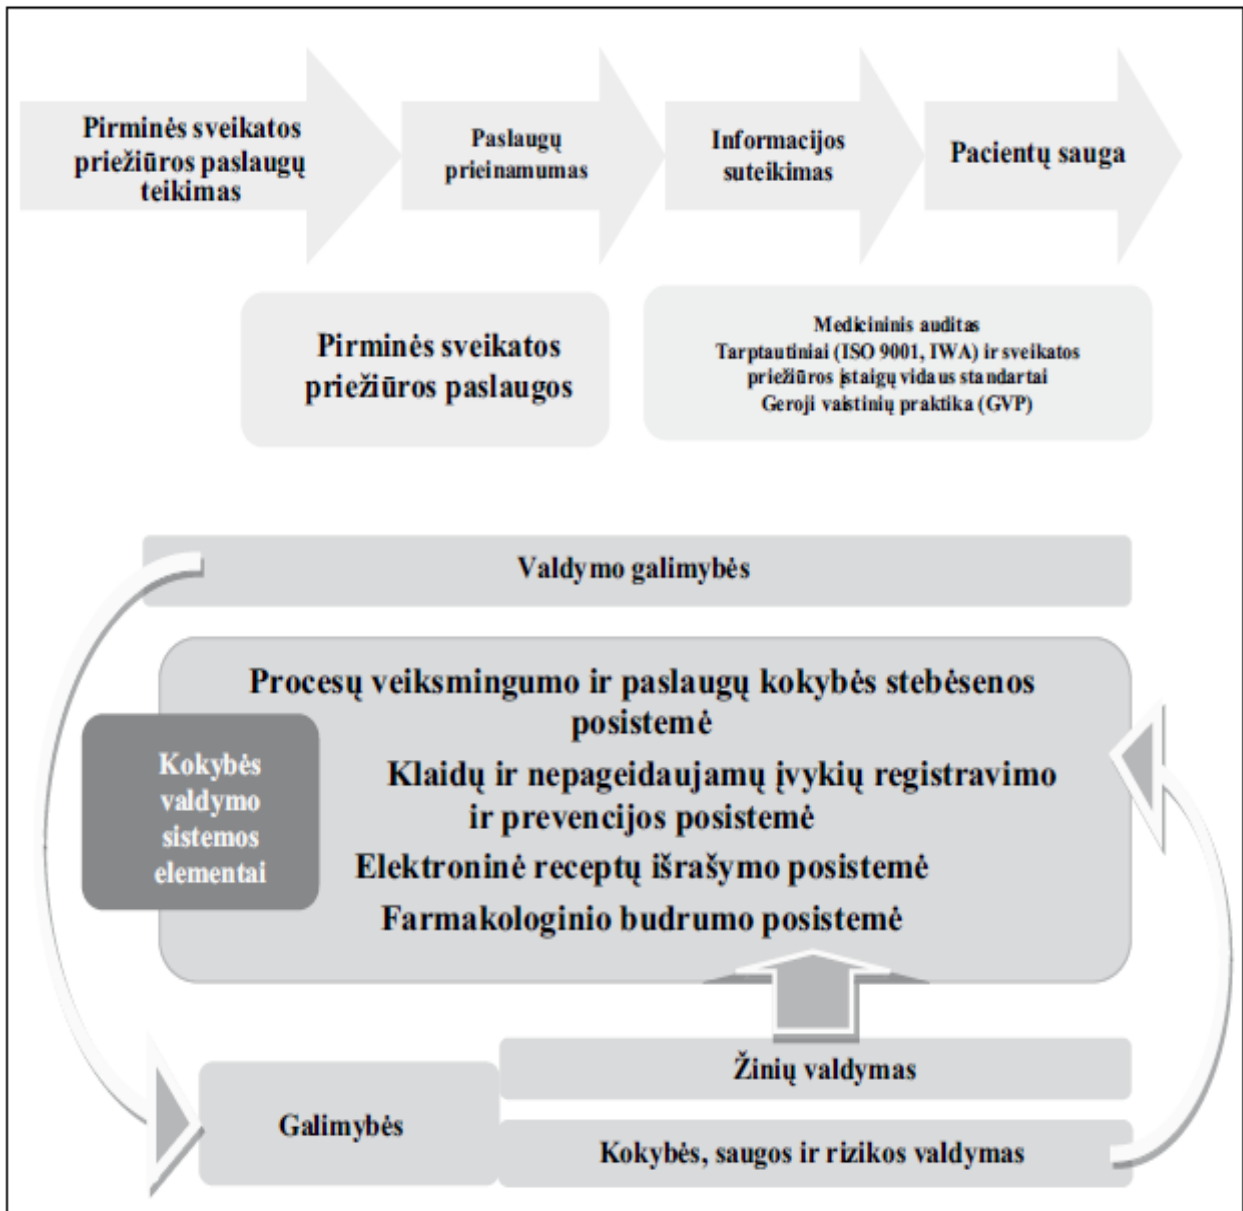 Pirminės sveikatos
priežiūros paslaugų
teikimas
Paslaugų
prieinamumas
Informacijos
suteikimas
Pacientų sauga
Pirminės sveikatos
priežiūros paslaugos
Medicininis auditas
Tarptautiniai (ISO 9001, IWA) ir sveikatos
priežiūros įstaigų vidaus standartai
Geroji vaistinių praktika (GVP)
Valdymo galimybės
Procesų veiksmingumo ir paslaugų kokybės stebėsenos
posistemė
Klaidų ir nepageidaujamų įvykių registravimo
ir prevencijos posistemė
Elektroninė receptų išrašymo posistemė
Farmakologinio budrumo posistemė
Kokybės
valdymo
sistemos
elementai
Žinių valdymas
Galimybės
Kokybės, saugos ir rizikos valdymas